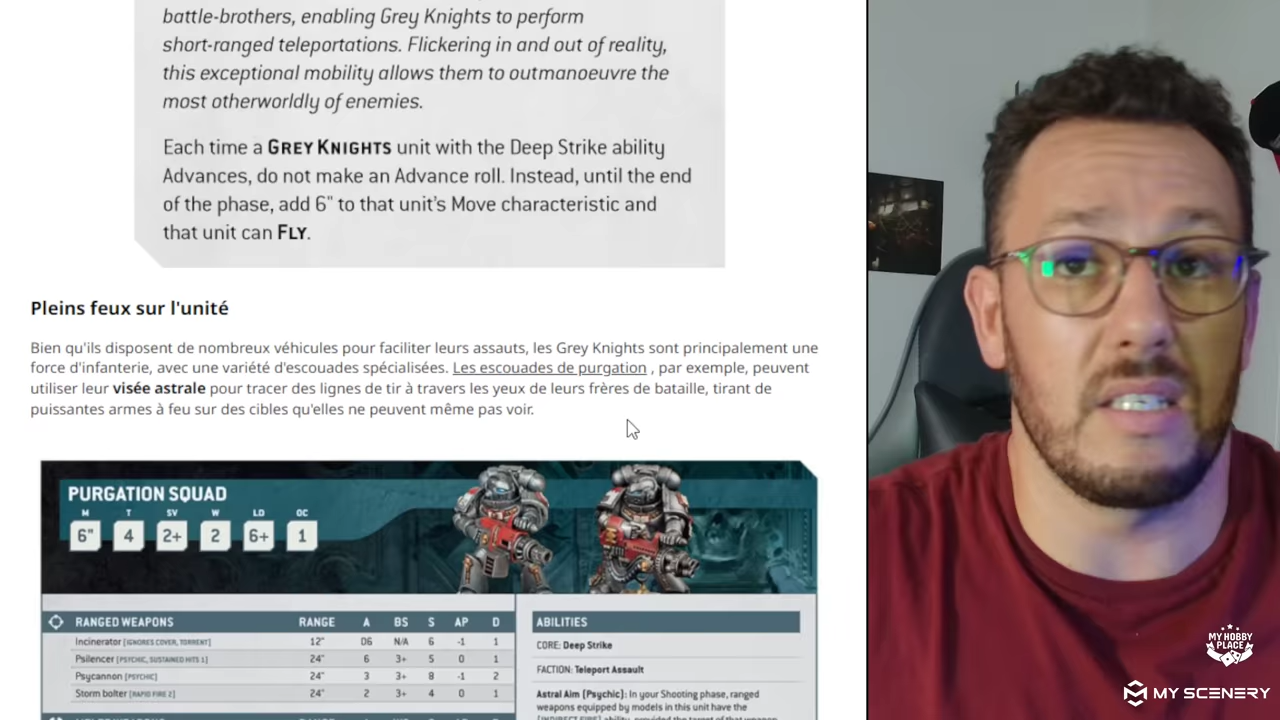 battle-brothers, enabling Grey Knights to perform
short-ranged teleportations. Flickering in and out of reality,
this exceptional mobility allows them to outmanoeuvre the
most otherworldly of enemies.
Each time a GREY KNIGHTS unit with the Deep Strike ability
Advances, do not make an Advance roll. Instead, until the end
of the phase, add 6" to that unit's Move characteristic and
that unit can FLY.
Pleins feux sur l'unité
Bien qu'ils disposent de nombreux véhicules pour faciliter leurs assauts, les Grey Knights sont principalement une
force d'infanterie, avec une variété d'escouades spécialisées. Les escouades de purgation , par exemple, peuvent
utiliser leur visée astrale pour tracer des lignes de tir à travers les yeux de leurs frères de bataille, tirant de
puissantes armes à feu sur des cibles qu'elles ne peuvent même pas voir.
PURGATION SQUAD
M T SV W LD OC
6" 4 2+ 2 6+ 1
RANGED WEAPONS RANGE A BS S AP D
Incinerator [IGNORES COVER, TORRENT] 12" D6 N/A 6 -1 1
Psilencer [PSYCHIC, SUSTAINED HITS 1] 24" 6 3+ 5 0 1
Psycannon [PSYCHIC] 24" 3 3+ 8 -1 2
Storm bolter [RAPID FIRE 2] 24" 2 3+ 4 0 1
ABILITIES
CORE: Deep Strike
FACTION: Teleport Assault
Astral Aim (Psychic): In your Shooting phase, ranged
weapons equipped by models in this unit have the
[INDIRECT FIRE] ability, provided the target of that weapon
MY HOBBY
PLACE
MY SCENERY